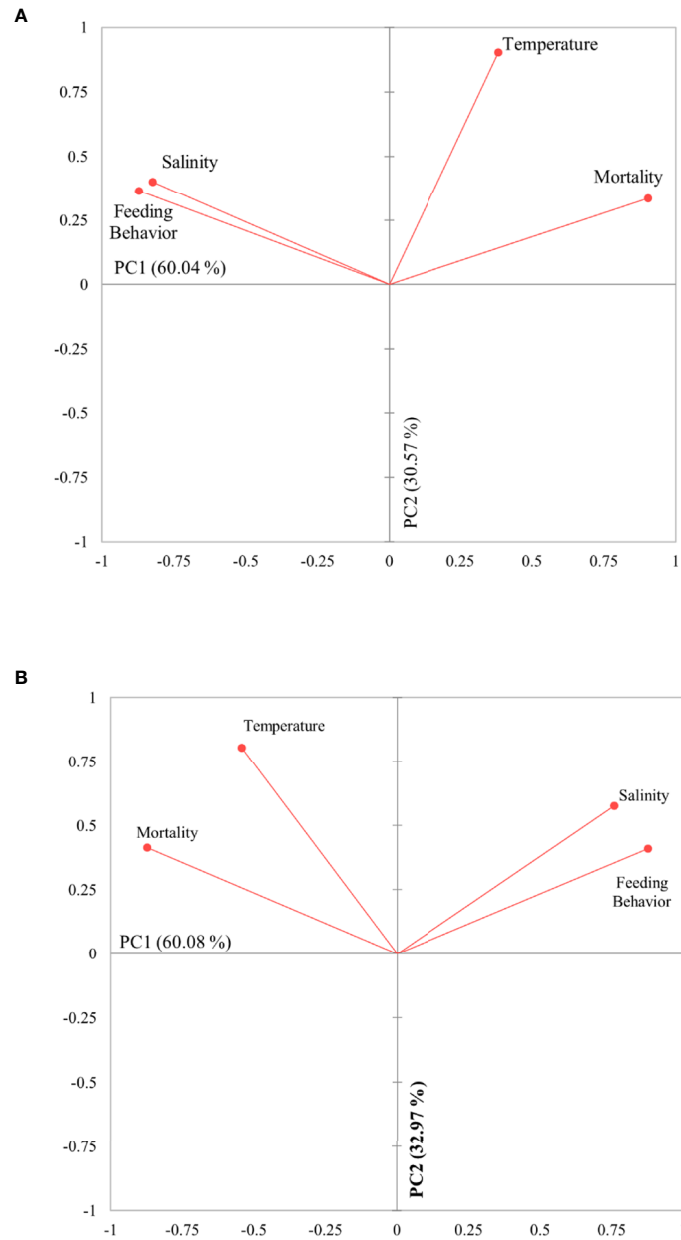 A
1
Temperature
0.75
Salinity
0.5
Mortality
Feeding
Behavior
0.25
PC1 (60.04 %)
0
-0.25
-0.5
-0.75
PC2 (30.57 %)
-1
-1 -0.75 -0.5 -0.25 0 0.25 0.5 0.75 1
B
1
Temperature
0.75
Salinity
Mortality
0.5
Feeding
Behavior
0.25
PC1 (60.08 %)
0
-0.25
-0.5
-0.75
PC2 (32.97 %)
-1
-1 -0.75 -0.5 -0.25 0 0.25 0.5 0.75